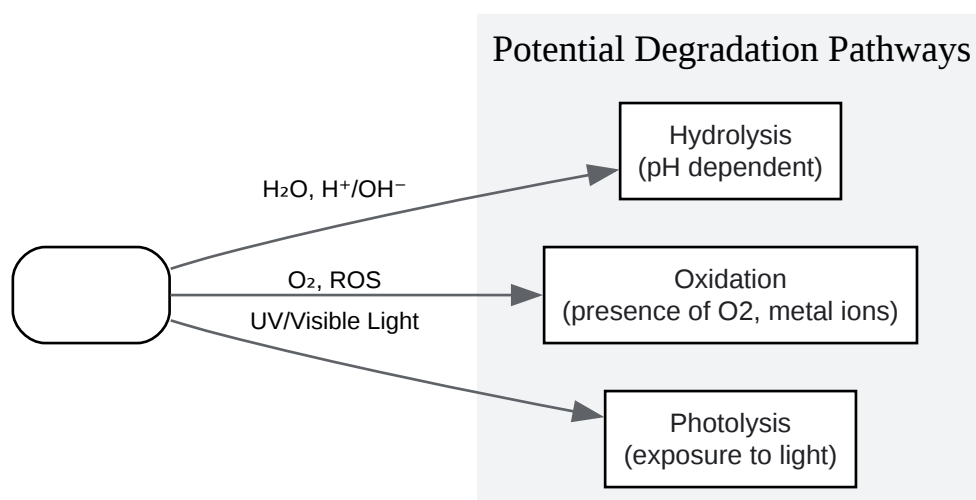 Potential Degradation Pathways
Hydrolysis
(pH dependent)
H₂O, H⁺/OH⁻
O₂, ROS
Oxidation
(presence of O2, metal ions)
UV/Visible Light
Photolysis
(exposure to light)